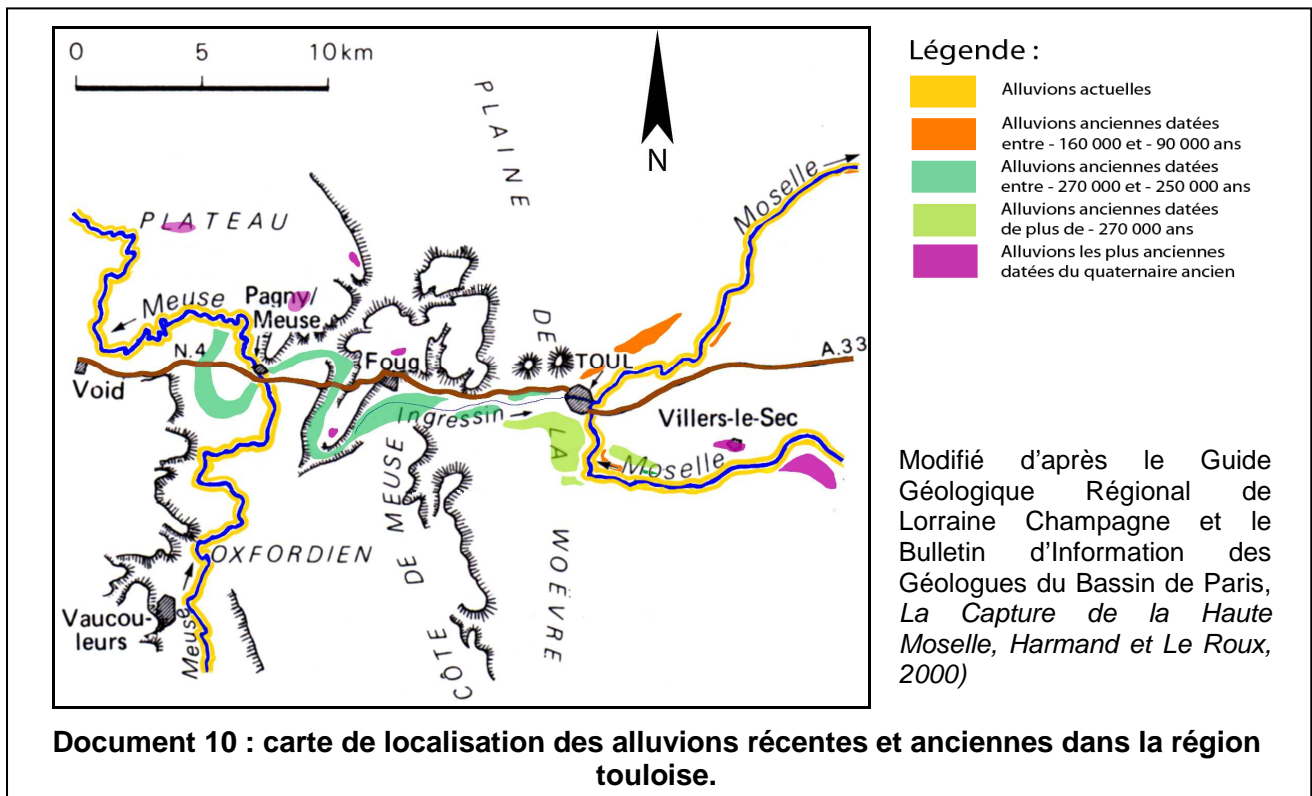 0 5 10 km
PLAINE
DE
LA
WOËVRE
N
PLATEAU
Meuse
Pagny/
Meuse
Moselle
N.4
Void
Foug
TOUL
A.33
Ingressin
Villers-le-Sec
Moselle
CÔTE DE MEUSE
OXFORDIEN
Vaucou-
leurs
Meuse
Légende :
Alluvions actuelles
Alluvions anciennes datées
entre - 160 000 et - 90 000 ans
Alluvions anciennes datées
entre - 270 000 et - 250 000 ans
Alluvions anciennes datées
de plus de - 270 000 ans
Alluvions les plus anciennes
datées du quaternaire ancien
Modifié d'après le Guide
Géologique Régional de
Lorraine Champagne et le
Bulletin d'Information des
Géologues du Bassin de Paris,
La Capture de la Haute
Moselle, Harmand et Le Roux,
2000)
Document 10 : carte de localisation des alluvions récentes et anciennes dans la région
touloise.